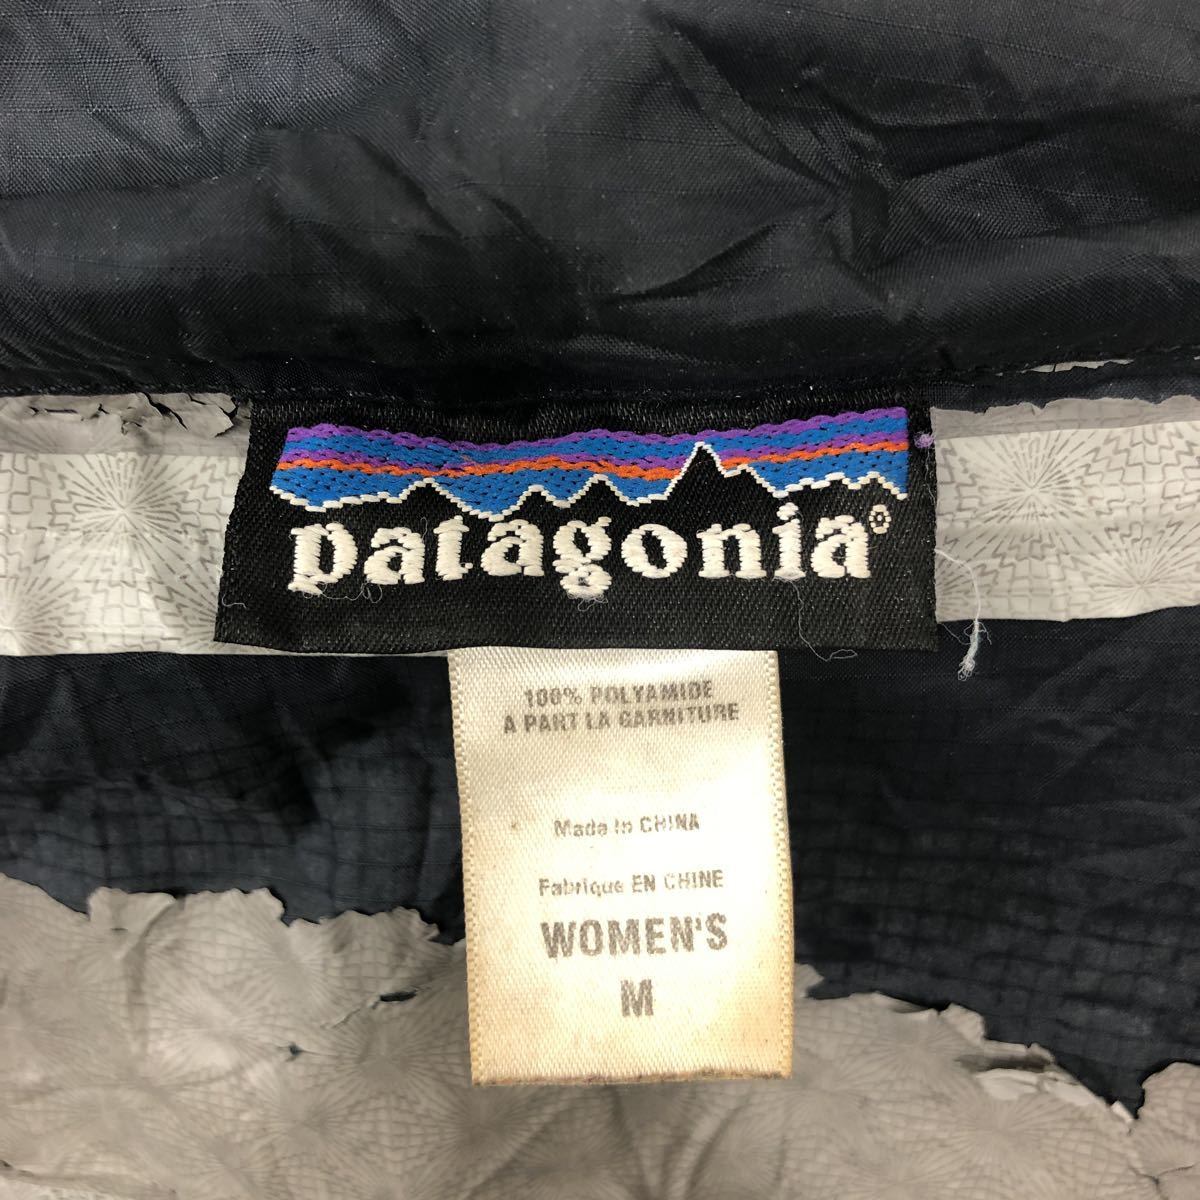 patagonia®
100% POLYAMIDE
A PART LA GARNITURE
Made in CHINA
Fabrique EN CHINE
WOMEN'S
M